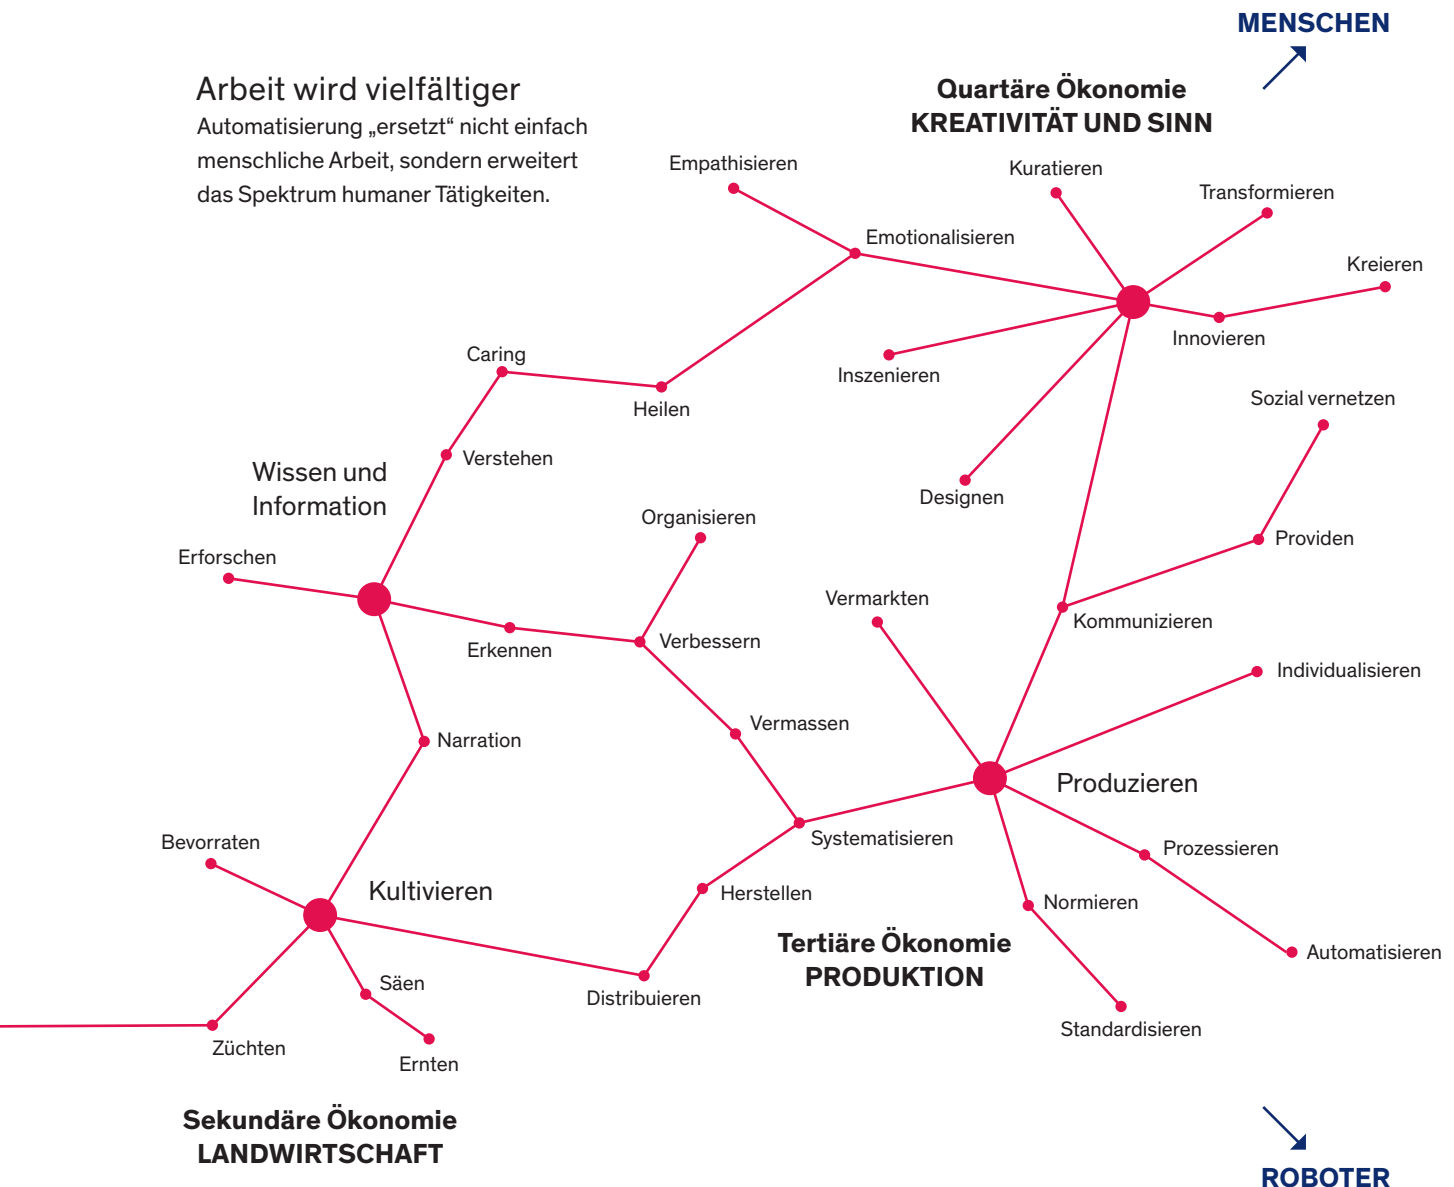 MENSCHEN
Arbeit wird vielfältiger
Automatisierung „ersetzt“ nicht einfach
menschliche Arbeit, sondern erweitert
das Spektrum humaner Tätigkeiten.
Quartäre Ökonomie
KREATIVITÄT UND SINN
Empathisieren
Kuratieren
Transformieren
Emotionalisieren
Kreieren
Innovieren
Caring
Inszenieren
Heilen
Sozial vernetzen
Verstehen
Wissen und
Information
Designen
Organisieren
Providen
Erforschen
Vermarkten
Kommunizieren
Erkennen
Verbessern
Individualisieren
Vermassen
Narration
Produzieren
Bevorraten
Systematisieren
Prozessieren
Kultivieren
Herstellen
Normieren
Tertiäre Ökonomie
PRODUKTION
Automatisieren
Säen
Distribuieren
Standardisieren
Züchten
Ernten
Sekundäre Ökonomie
LANDWIRTSCHAFT
ROBOTER